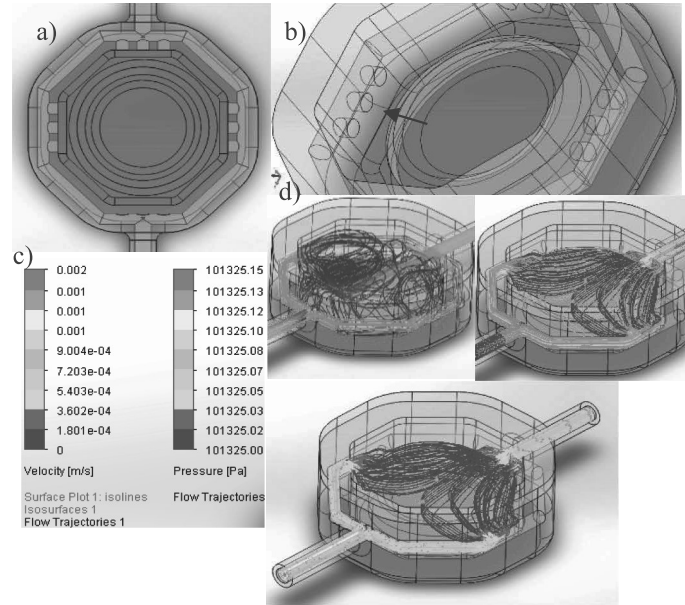 a)
b)
c)
0.002
0.001
0.001
0.001
9.004e-04
7.203e-04
5.403e-04
3.602e-04
1.801e-04
0
Velocity [m/s]
Surface Plot 1: isolines
Isosurfaces 1
Flow Trajectories 1
101325.15
101325.13
101325.12
101325.10
101325.08
101325.07
101325.05
101325.03
101325.02
101325.00
Pressure [Pa]
Flow Trajectories
d)